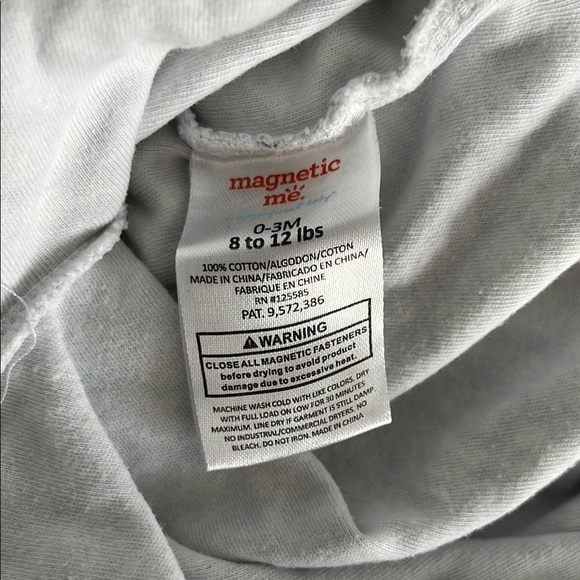 magnetic
me.
0-3M
8 to 12 lbs
100% COTTON/ALGODON/COTON
MADE IN CHINA/FABRICADO EN CHINA/
FABRIQUE EN CHINE
RN #125585
PAT. 9,572,386
WARNING
CLOSE ALL MAGNETIC FASTENERS
before drying to avoid product
damage due to excessive heat.
MACHINE WASH COLD WITH LIKE COLORS. DRY
WITH FULL LOAD ON LOW FOR 30 MINUTES
MAXIMUM. LINE DRY IF GARMENT IS STILL DAMP.
NO INDUSTRIAL/COMMERCIAL DRYERS. NO
BLEACH. DO NOT IRON. MADE IN CHINA